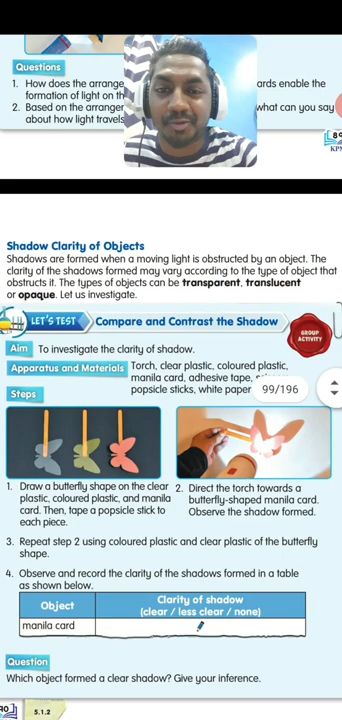 Questions
1. How does the arrange ards enable the
formation of light on th
2. Based on the arranger what can you say
about how light travels
89
KPM
Shadow Clarity of Objects
Shadows are formed when a moving light is obstructed by an object. The
clarity of the shadows formed may vary according to the type of object that
obstructs it. The types of objects can be transparent, translucent
or opaque. Let us investigate.
LET'S TEST Compare and Contrast the Shadow
GROUP
ACTIVITY
Aim To investigate the clarity of shadow.
Apparatus and Materials Torch, clear plastic, coloured plastic,
manila card, adhesive tape,
popsicle sticks, white paper
99/196
Steps
1. Draw a butterfly shape on the clear
plastic, coloured plastic, and manila
card. Then, tape a popsicle stick to
each piece.
2. Direct the torch towards a
butterfly-shaped manila card.
Observe the shadow formed.
3. Repeat step 2 using coloured plastic and clear plastic of the butterfly
shape.
4. Observe and record the clarity of the shadows formed in a table
as shown below.
Object Clarity of shadow
(clear / less clear / none)
manila card
Question
Which object formed a clear shadow? Give your inference.
90 5.1.2